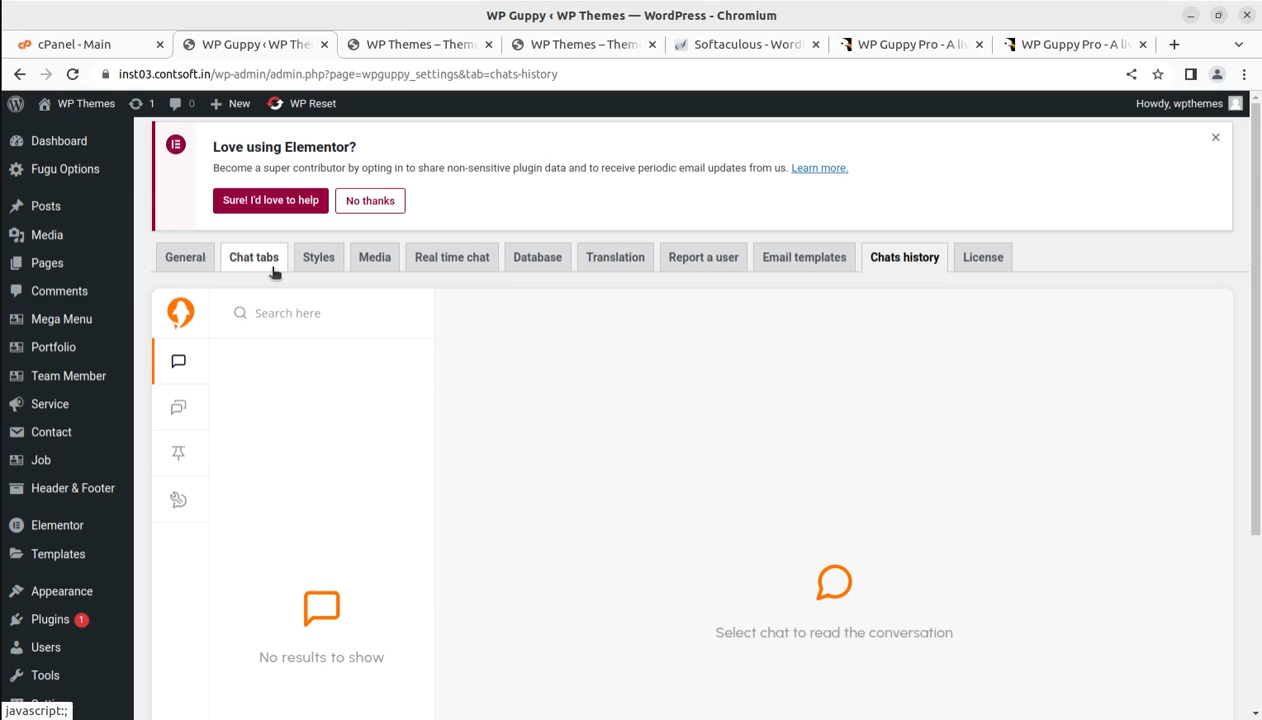 WP Guppy ‹ WP Themes — WordPress - Chromium
cPanel - Main
WP Guppy ‹ WP The
WP Themes – Them
WP Themes – Them
Softaculous - Word
WP Guppy Pro - A li
WP Guppy Pro - A li
inst03.contsoft.in/wp-admin/admin.php?page=wpguppy_settings&tab=chats-history
WP Themes
1
0
New
WP Reset
Howdy, wpthemes
Dashboard
Fugu Options
Posts
Media
Pages
Comments
Mega Menu
Portfolio
Team Member
Service
Contact
Job
Header & Footer
Elementor
Templates
Appearance
Plugins 1
Users
Tools
javascript:;
Love using Elementor?
Become a super contributor by opting in to share non-sensitive plugin data and to receive periodic email updates from us. Learn more.
Sure! I'd love to help
No thanks
General
Chat tabs
Styles
Media
Real time chat
Database
Translation
Report a user
Email templates
Chats history
License
Search here
No results to show
Select chat to read the conversation